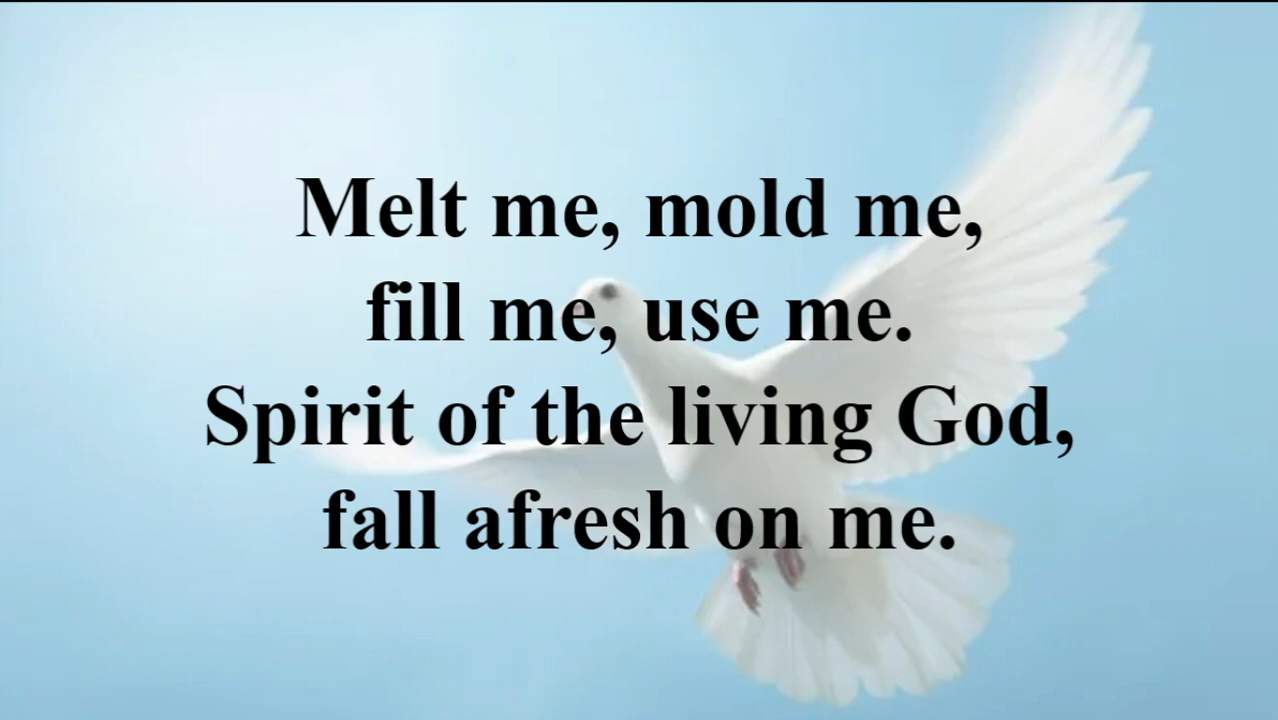 Melt me, mold me,
fill me, use me.
Spirit of the living God,
fall afresh on me.